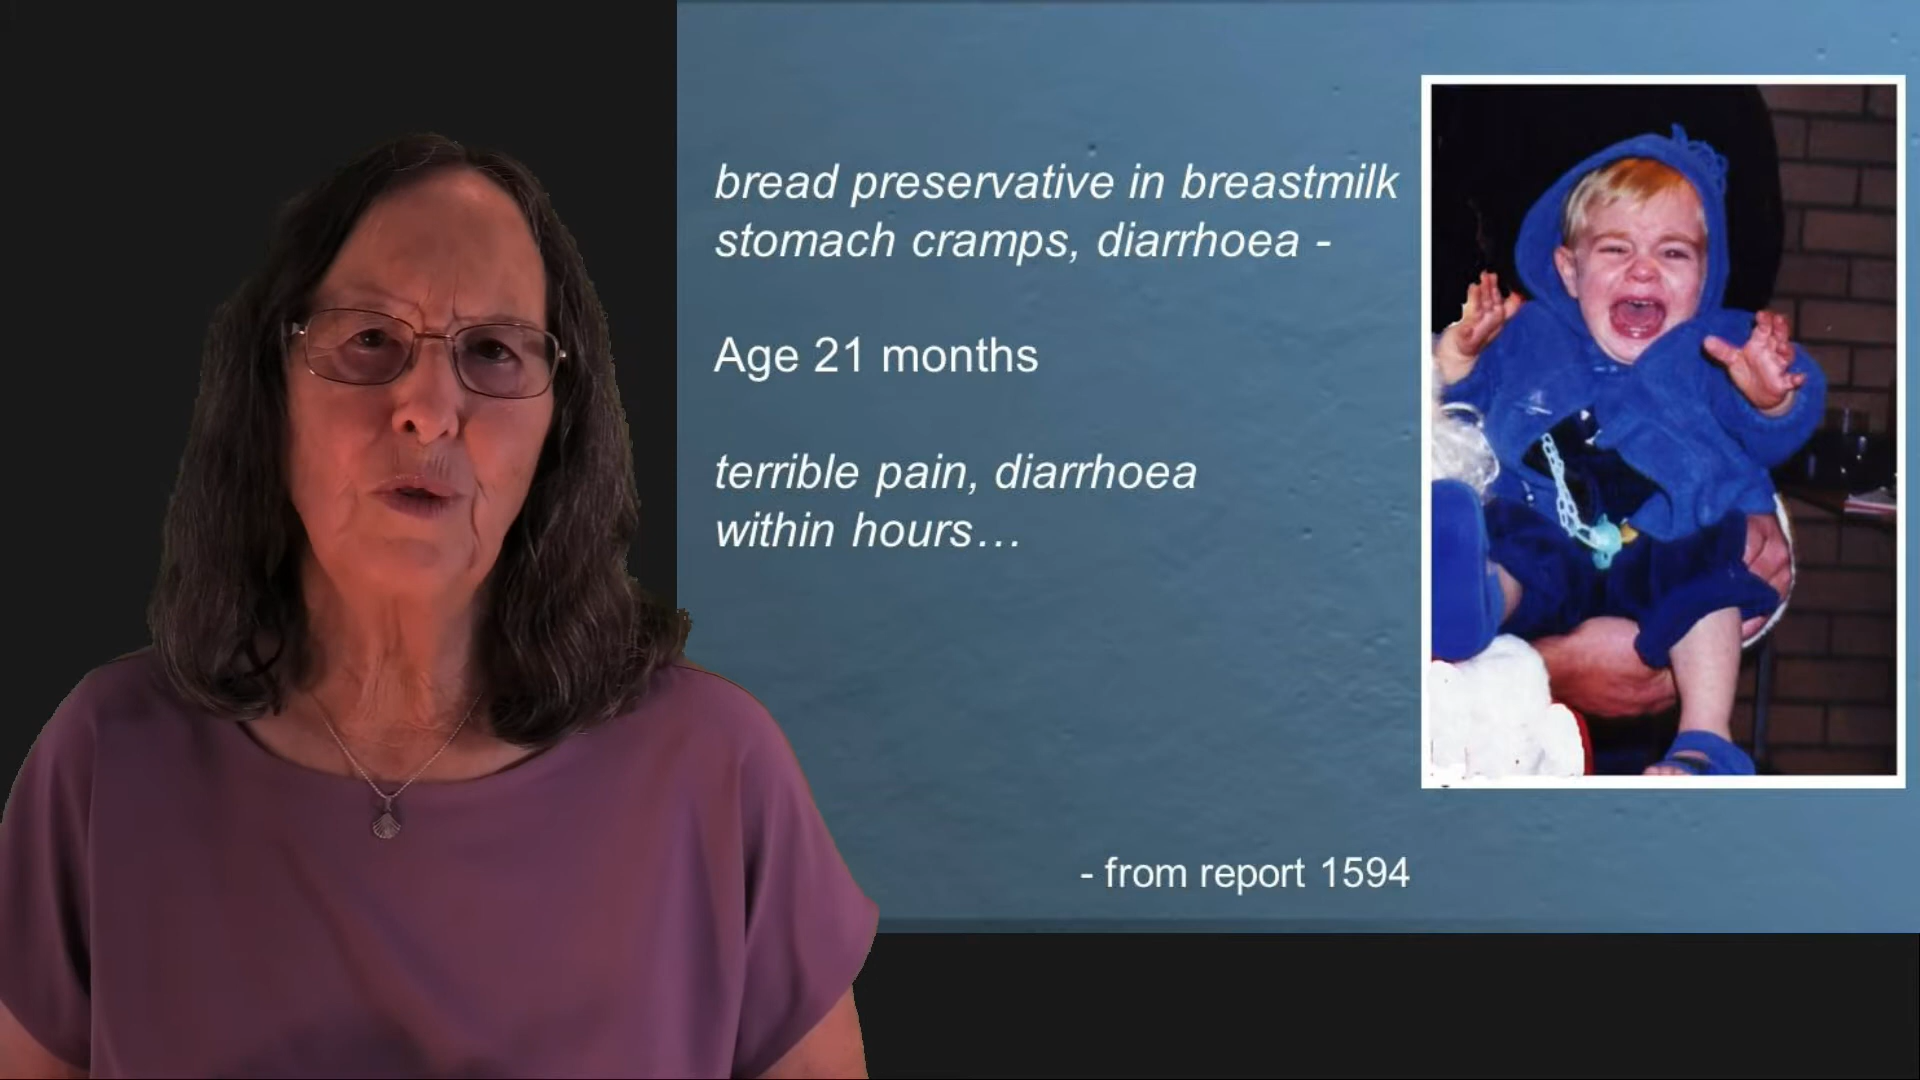 bread preservative in breastmilk
stomach cramps, diarrhoea -
Age 21 months
terrible pain, diarrhoea
within hours…
- from report 1594